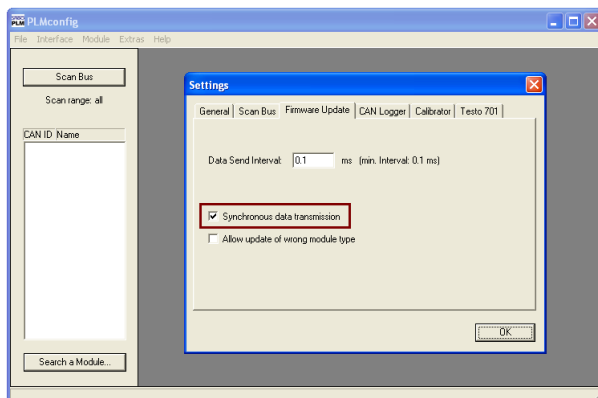 PLMconfig
File Interface Module Extras Help
Scan Bus
Scan range: all
CAN ID Name
Search a Module...
Settings
General Scan Bus Firmware Update CAN Logger Calibrator Testo 701
Data Send Interval: 0.1 ms (min. Interval: 0.1 ms)
Synchronous data transmission
Allow update of wrong module type
OK